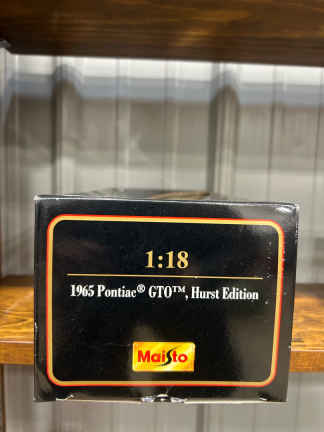 1:18
1965 Pontiac® GTO™, Hurst Edition
Maisto